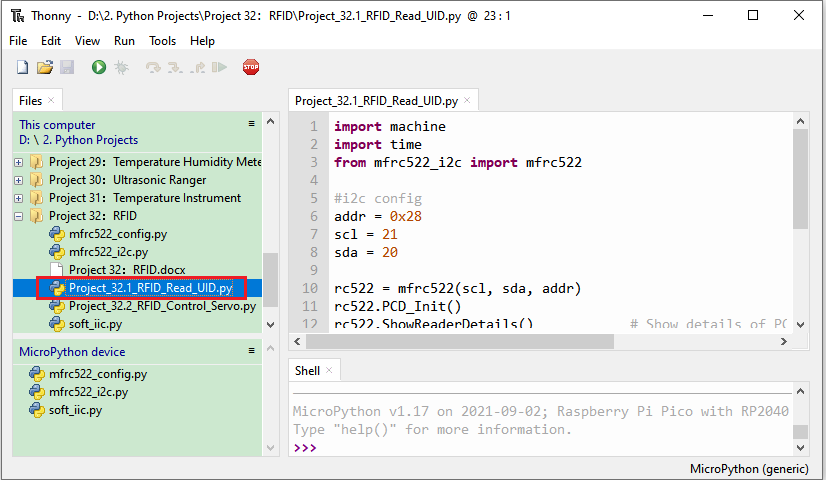 Thonny - D:\2. Python Projects\Project 32：RFID\Project_32.1_RFID_Read_UID.py @ 23 : 1
File Edit View Run Tools Help
STOP
Files ×
This computer ≡
D: \ 2. Python Projects
Project 29：Temperature Humidity Mete
Project 30：Ultrasonic Ranger
Project 31：Temperature Instrument
Project 32：RFID
mfrc522_config.py
mfrc522_i2c.py
Project 32：RFID.docx
Project_32.1_RFID_Read_UID.py
Project_32.2_RFID_Control_Servo.py
soft_iic.py
MicroPython device ≡
mfrc522_config.py
mfrc522_i2c.py
soft_iic.py
Project_32.1_RFID_Read_UID.py ×
1 import machine
2 import time
3 from mfrc522_i2c import mfrc522
4
5 #i2c config
6 addr = 0x28
7 scl = 21
8 sda = 20
9
10 rc522 = mfrc522(scl, sda, addr)
11 rc522.PCD_Init()
12 rc522.ShowReaderDetails() # Show details of PC
Shell ×
MicroPython v1.17 on 2021-09-02; Raspberry Pi Pico with RP2040
Type "help()" for more information.
>>>
MicroPython (generic)